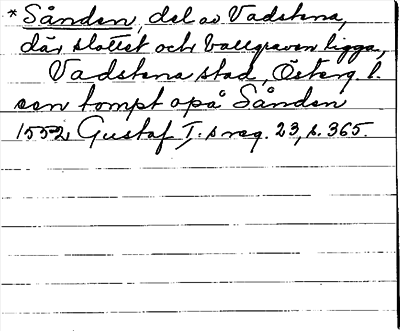 * Sånden, del av Vadstena,
där slottet och vallgraven ligga,
Vadstena stad, Österg. l.
een tompt opå Sånden
1552, Gustaf I:s reg. 23, s. 365.